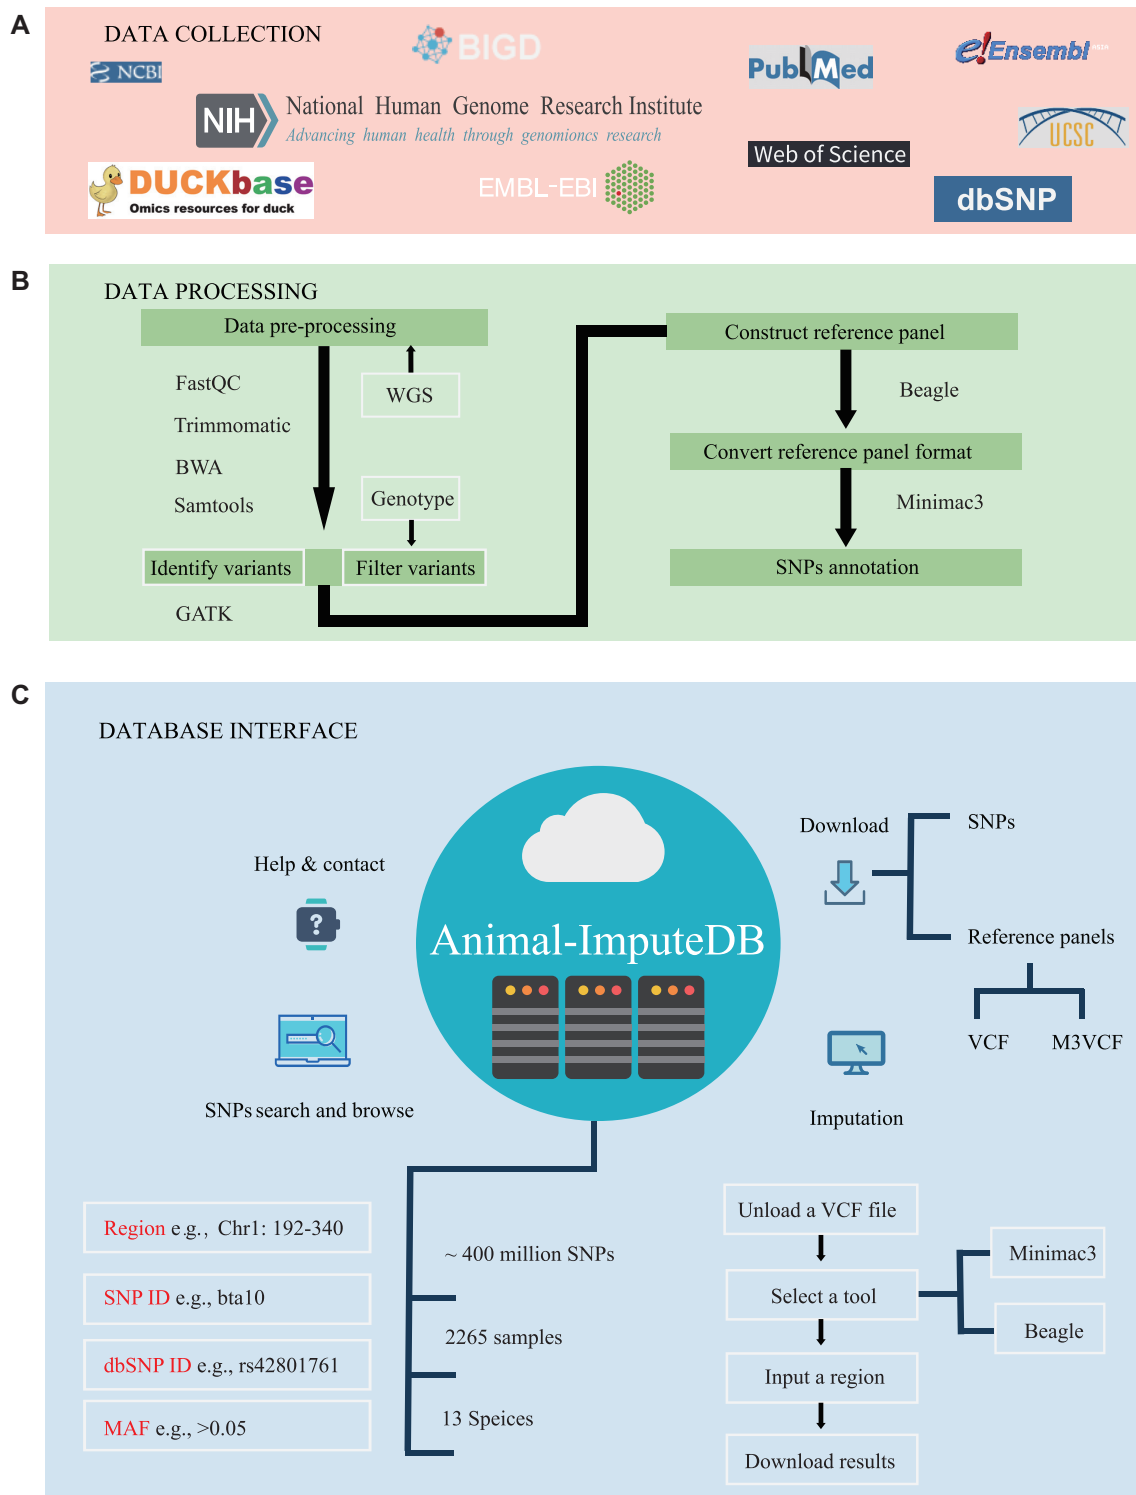 A
DATA COLLECTION
BIGD
NCBI
PubMed
e!Ensembl
NIH
National Human Genome Research Institute
Advancing human health through genomioncs research
UCSC
Web of Science
DUCKbase
Omics resources for duck
EMBL-EBI
dbSNP
B
DATA PROCESSING
Data pre-processing
FastQC
WGS
Trimmomatic
BWA
Samtools
Genotype
Identify variants
Filter variants
GATK
Construct reference panel
Beagle
Convert reference panel format
Minimac3
SNPs annotation
C
DATABASE INTERFACE
Help & contact
?
SNPs search and browse
Animal-ImputeDB
Download
SNPs
Reference panels
VCF
M3VCF
Imputation
Region e.g., Chr1: 192-340
SNP ID e.g., bta10
dbSNP ID e.g., rs42801761
MAF e.g., >0.05
~ 400 million SNPs
2265 samples
13 Speices
Unload a VCF file
Select a tool
Minimac3
Beagle
Input a region
Download results